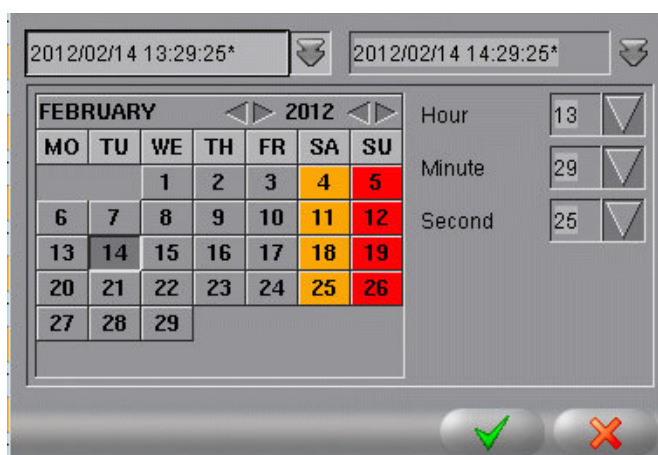 2012/02/14 13:29:25* 2012/02/14 14:29:25*
FEBRUARY 2012
MO TU WE TH FR SA SU
1 2 3 4 5
6 7 8 9 10 11 12
13 14 15 16 17 18 19
20 21 22 23 24 25 26
27 28 29
Hour 13
Minute 29
Second 25